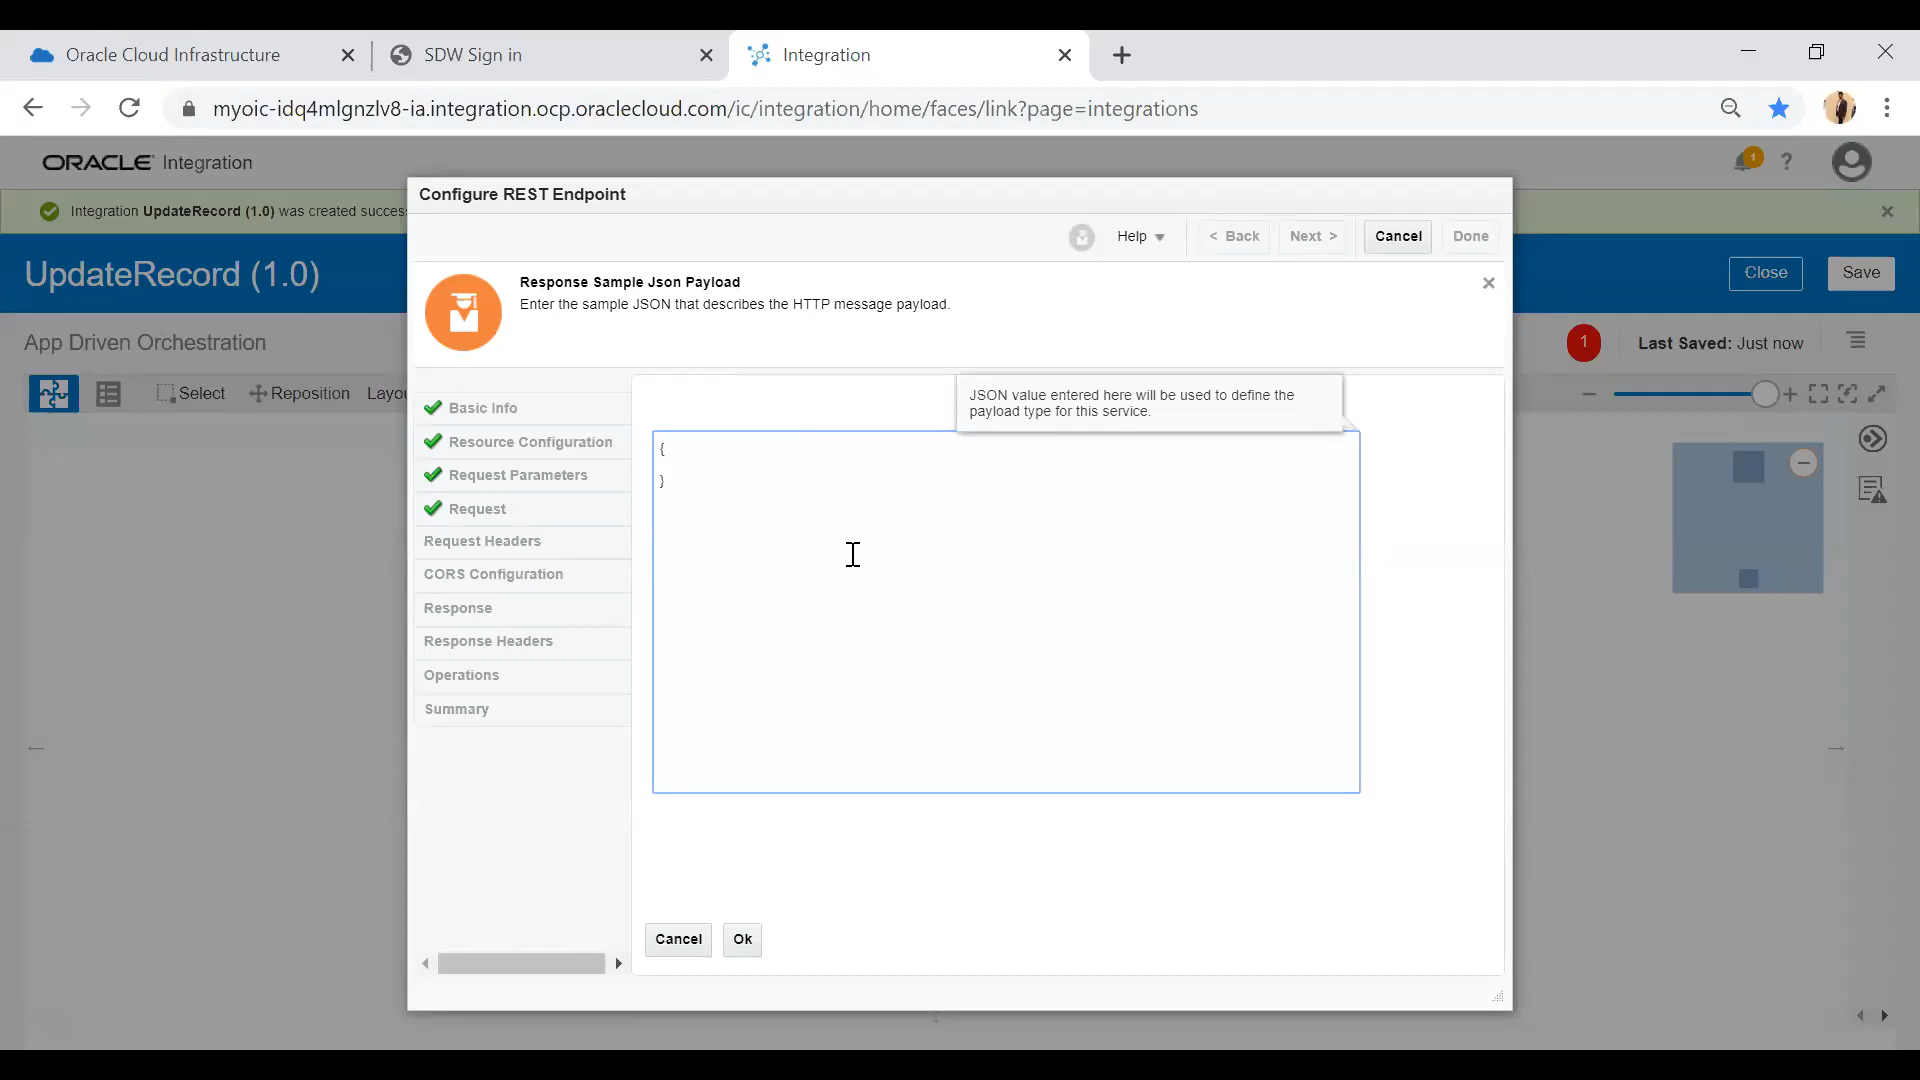 Oracle Cloud Infrastructure
SDW Sign in
Integration
myoic-idq4mlgnzlv8-ia.integration.ocp.oraclecloud.com/ic/integration/home/faces/link?page=integrations
ORACLE Integration
1
?
Integration UpdateRecord (1.0) was created succes
UpdateRecord (1.0)
Close
Save
App Driven Orchestration
1
Last Saved: Just now
Select
Reposition
Layou
Configure REST Endpoint
Help
< Back
Next >
Cancel
Done
Response Sample Json Payload
Enter the sample JSON that describes the HTTP message payload.
JSON value entered here will be used to define the
payload type for this service.
Basic Info
Resource Configuration
Request Parameters
Request
Request Headers
CORS Configuration
Response
Response Headers
Operations
Summary
{
}
Cancel
Ok